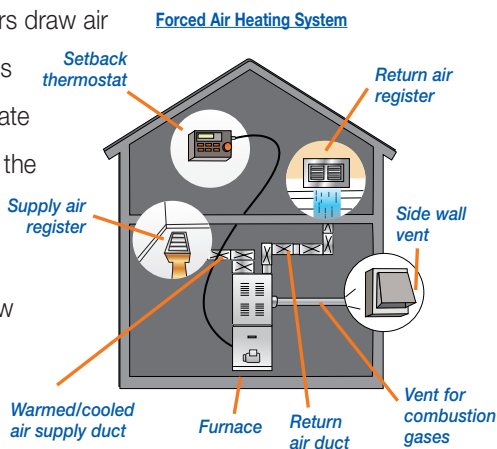 rs draw air
s
ate
the
w
Forced Air Heating System
Setback
thermostat
Return air
register
Supply air
register
Side wall
vent
Warmed/cooled
air supply duct
Furnace
Return
air duct
Vent for
combustion
gases